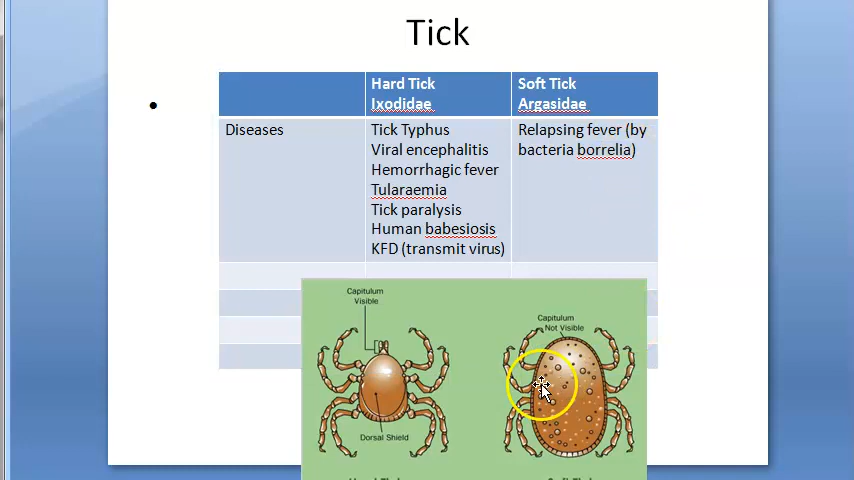 Tick
Hard Tick
Ixodidae
Soft Tick
Argasidae
Diseases
Tick Typhus
Viral encephalitis
Hemorrhagic fever
Tularaemia
Tick paralysis
Human babesiosis
KFD (transmit virus)
Relapsing fever (by
bacteria borrelia)
Capitulum
Visible
Dorsal Shield
Capitulum
Not Visible